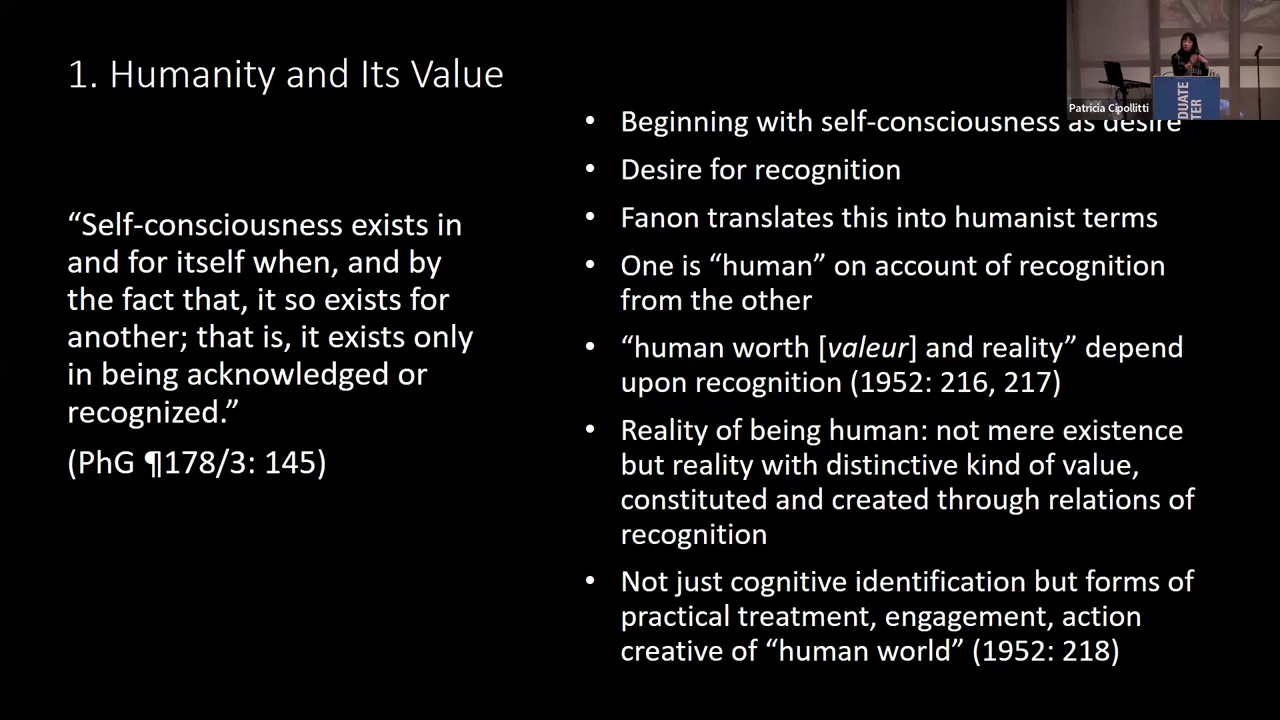 1. Humanity and Its Value
“Self-consciousness exists in
and for itself when, and by
the fact that, it so exists for
another; that is, it exists only
in being acknowledged or
recognized.”
(PhG ¶178/3: 145)
• Beginning with self-consciousness as desire
• Desire for recognition
• Fanon translates this into humanist terms
• One is “human” on account of recognition
from the other
• “human worth [valeur] and reality” depend
upon recognition (1952: 216, 217)
• Reality of being human: not mere existence
but reality with distinctive kind of value,
constituted and created through relations of
recognition
• Not just cognitive identification but forms of
practical treatment, engagement, action
creative of “human world” (1952: 218)
Patricia Cipollitti
DUATE
TER